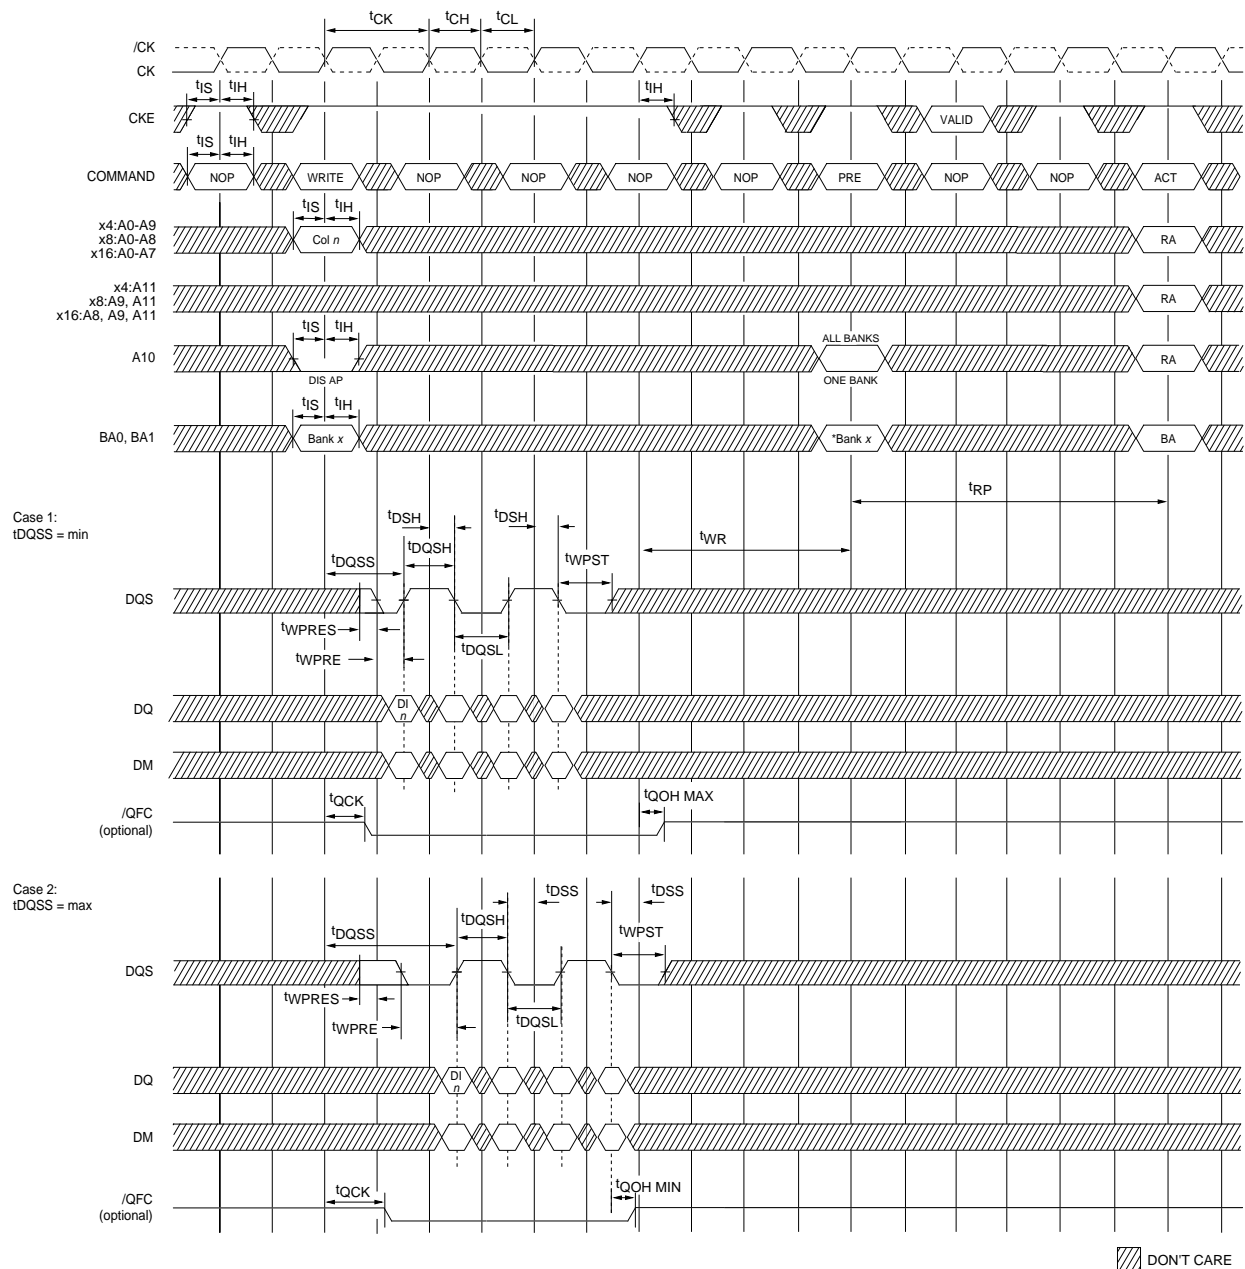 tCK tCH tCL
/CK
CK
tIS tIH tIH
CKE VALID
tIS tIH
COMMAND NOP WRITE NOP NOP NOP NOP PRE NOP NOP ACT
tIS tIH
x4:A0-A9
x8:A0-A8
x16:A0-A7
Col n RA
x4:A11
x8:A9, A11
x16:A8, A9, A11
RA
tIS tIH ALL BANKS
A10 RA
DIS AP ONE BANK
tIS tIH
BA0, BA1 Bank x *Bank x BA
tRP
Case 1:
tDQSS = min
tDSH tDSH
tDQSS tDQSH tWPST tWR
DQS
tWPRES
tDQSL
tWPRE
DQ DI
n
DM
tQCK tQOH MAX
/QFC
(optional)
Case 2:
tDQSS = max
tDSS tDSS
tDQSS tDQSH tWPST
DQS
tWPRES
tDQSL
tWPRE
DQ DI
n
DM
tQCK tQOH MIN
/QFC
(optional)
DON'T CARE